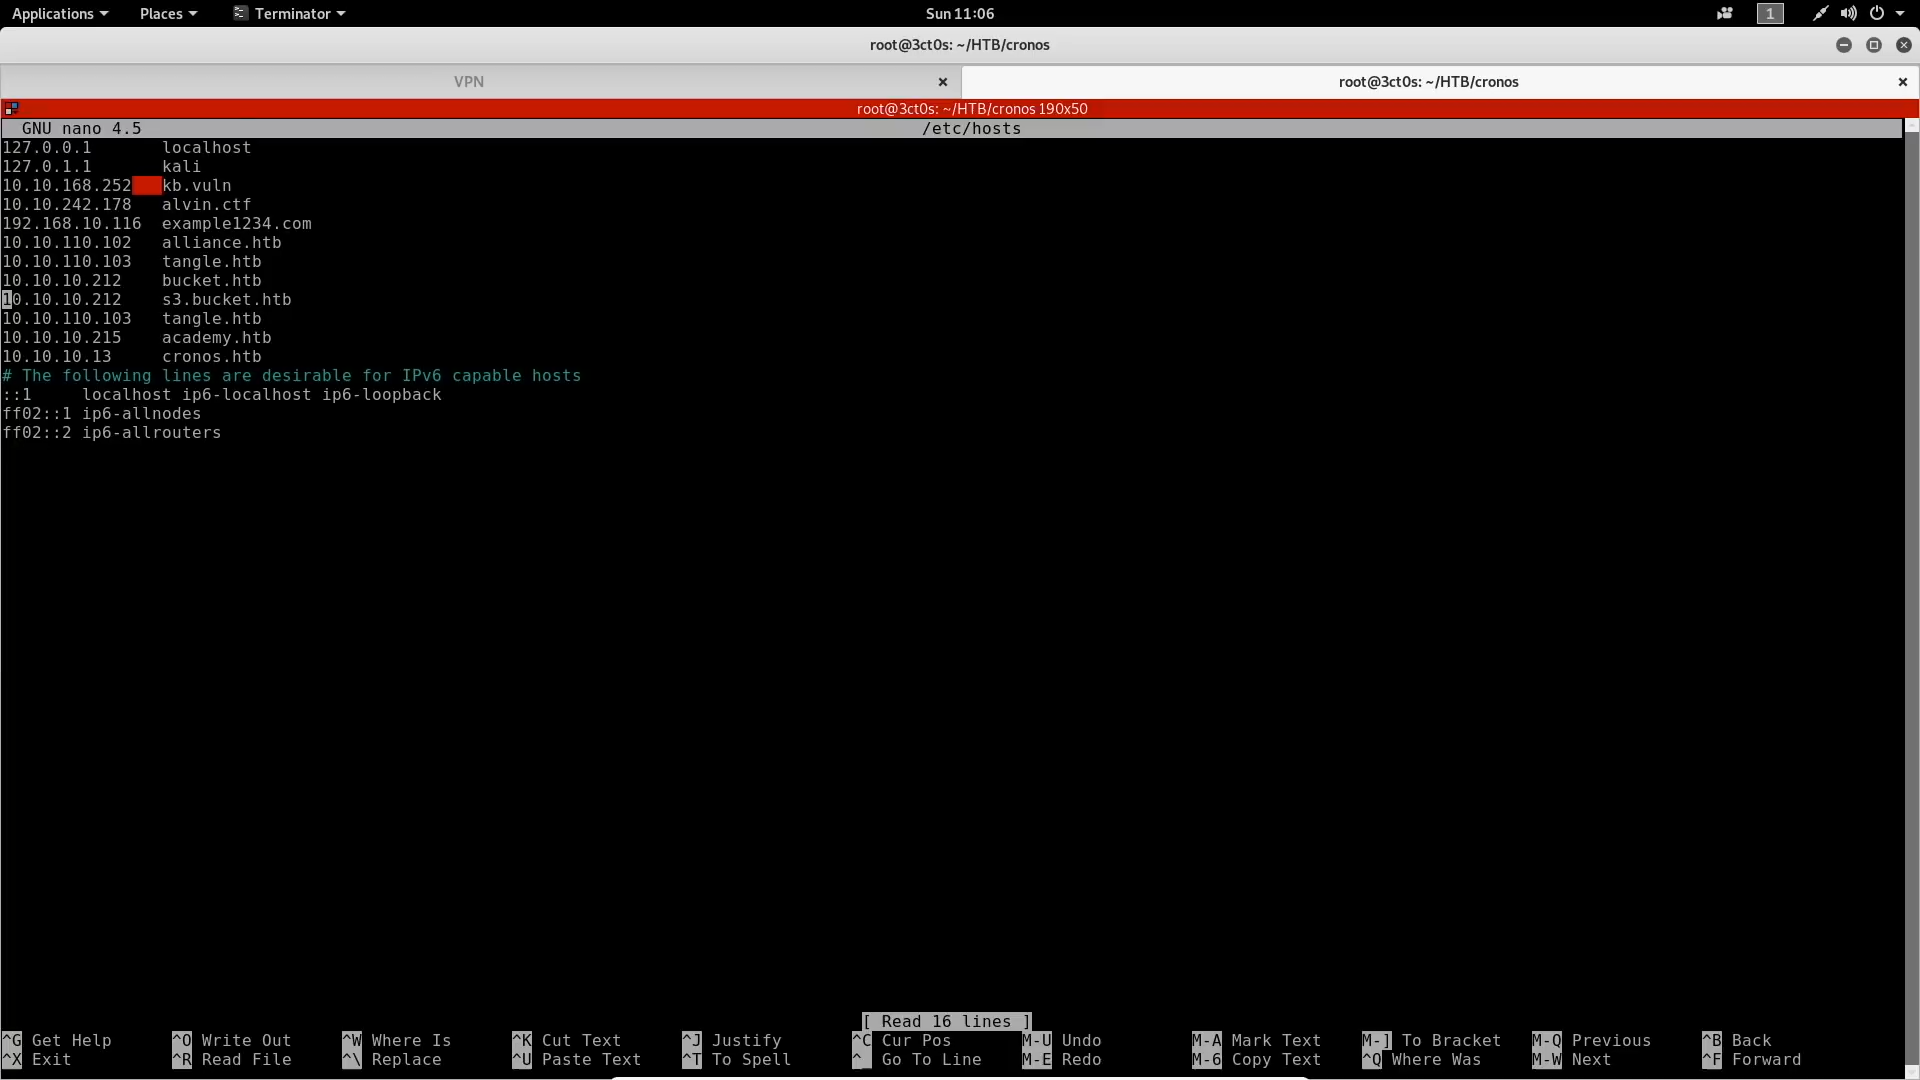 Applications Places Terminator Sun 11:06 1
root@3ct0s: ~/HTB/cronos
VPN × root@3ct0s: ~/HTB/cronos ×
root@3ct0s: ~/HTB/cronos 190x50
GNU nano 4.5 /etc/hosts
127.0.0.1 localhost
127.0.1.1 kali
10.10.168.252 kb.vuln
10.10.242.178 alvin.ctf
192.168.10.116 example1234.com
10.10.110.102 alliance.htb
10.10.110.103 tangle.htb
10.10.10.212 bucket.htb
10.10.10.212 s3.bucket.htb
10.10.110.103 tangle.htb
10.10.10.215 academy.htb
10.10.10.13 cronos.htb
# The following lines are desirable for IPv6 capable hosts
::1 localhost ip6-localhost ip6-loopback
ff02::1 ip6-allnodes
ff02::2 ip6-allrouters
[ Read 16 lines ]
^G Get Help ^O Write Out ^W Where Is ^K Cut Text ^J Justify ^C Cur Pos M-U Undo M-A Mark Text M-] To Bracket M-Q Previous ^B Back
^X Exit ^R Read File ^\ Replace ^U Paste Text ^T To Spell ^_ Go To Line M-E Redo M-6 Copy Text ^Q Where Was M-W Next ^F Forward